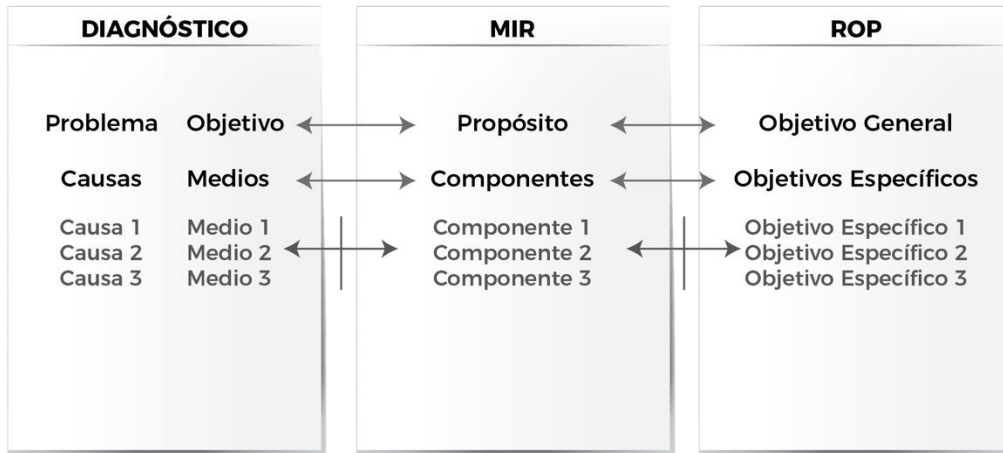 DIAGNÓSTICO
Problema Objetivo
Causas Medios
Causa 1 Medio 1
Causa 2 Medio 2
Causa 3 Medio 3
MIR
Propósito
Componentes
Componente 1
Componente 2
Componente 3
ROP
Objetivo General
Objetivos Específicos
Objetivo Específico 1
Objetivo Específico 2
Objetivo Específico 3